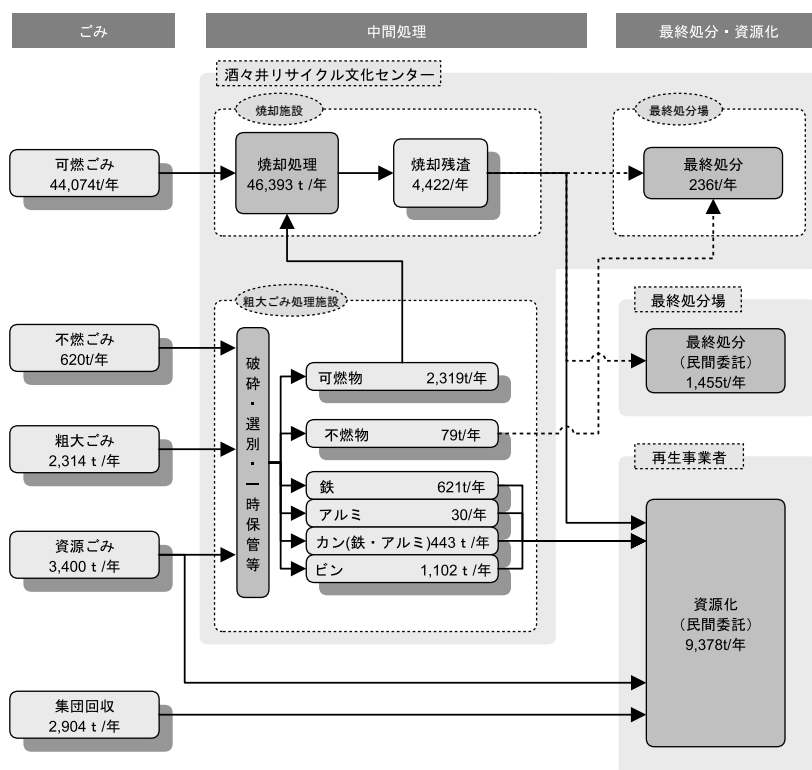 ごみ
中間処理
最終処分・資源化
酒々井リサイクル文化センター
焼却施設
最終処分場
可燃ごみ
44,074t/年
焼却処理
46,393 t /年
焼却残渣
4,422/年
最終処分
236t/年
粗大ごみ処理施設
最終処分場
不燃ごみ
620t/年
破砕・選別・一時保管等
可燃物 2,319t/年
最終処分
（民間委託）
1,455t/年
粗大ごみ
2,314 t /年
不燃物 79t/年
再生事業者
鉄 621t/年
アルミ 30/年
カン(鉄・アルミ)443 t /年
ビン 1,102 t /年
資源ごみ
3,400 t /年
資源化
（民間委託）
9,378t/年
集団回収
2,904 t /年